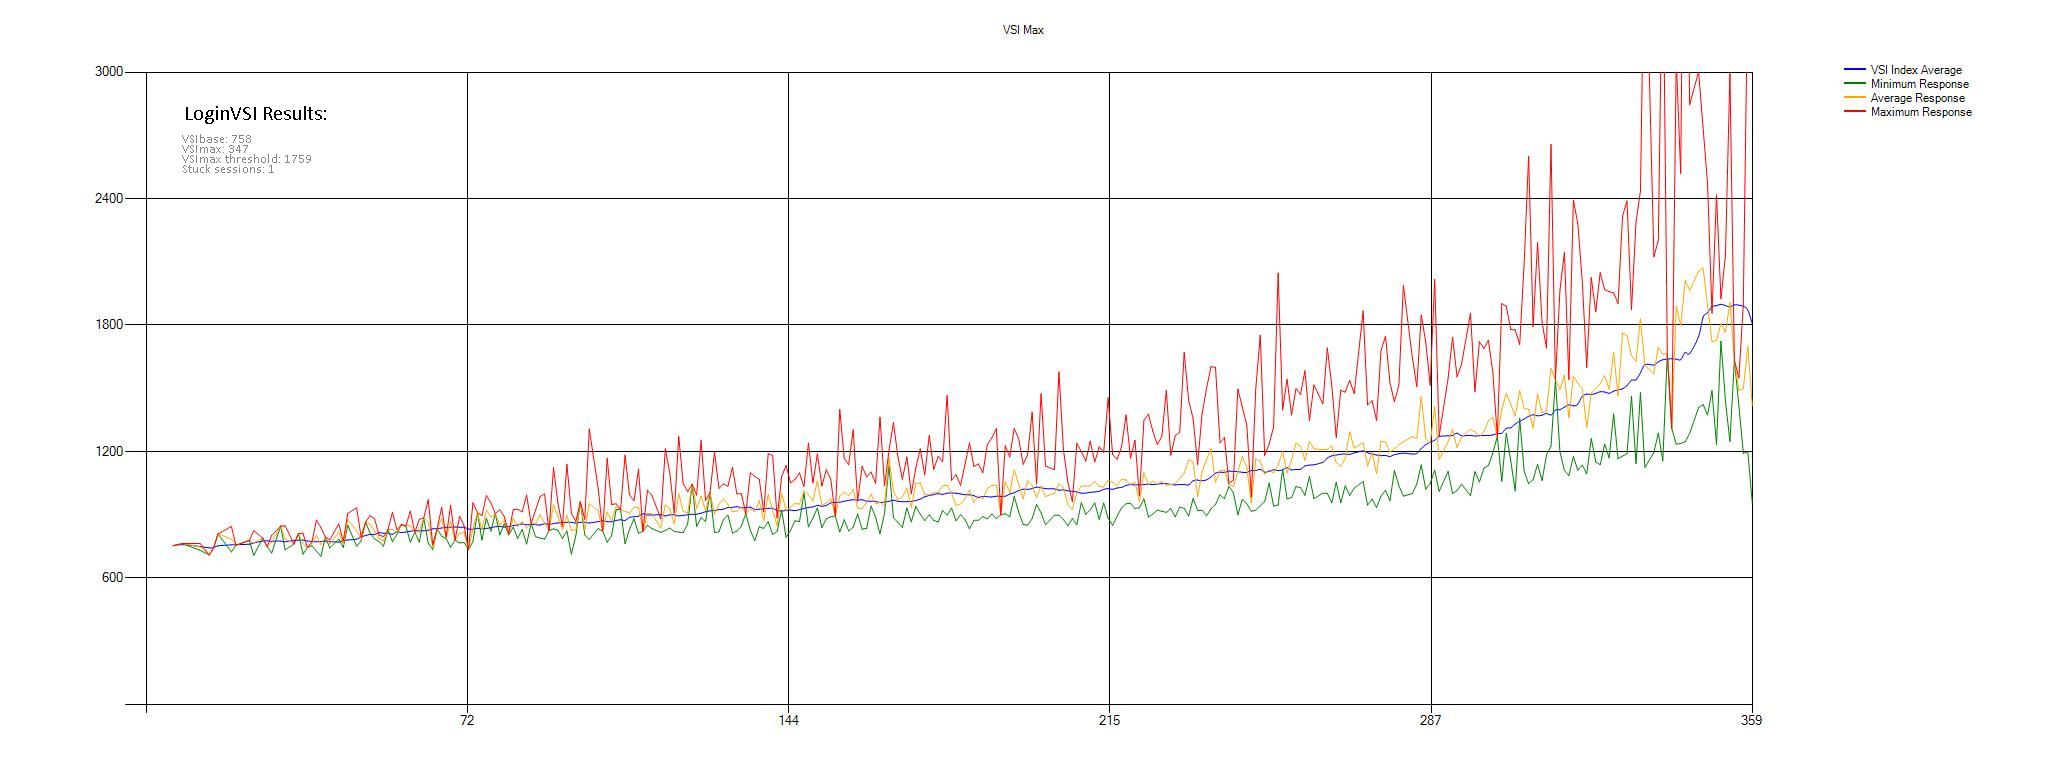 VSI Max
3000
2400
1800
1200
600
72
144
215
287
359
LoginVSI Results:
VSIbase: 758
VSImax: 347
VSImax threshold: 1759
Stuck sessions: 1
VSI Index Average
Minimum Response
Average Response
Maximum Response